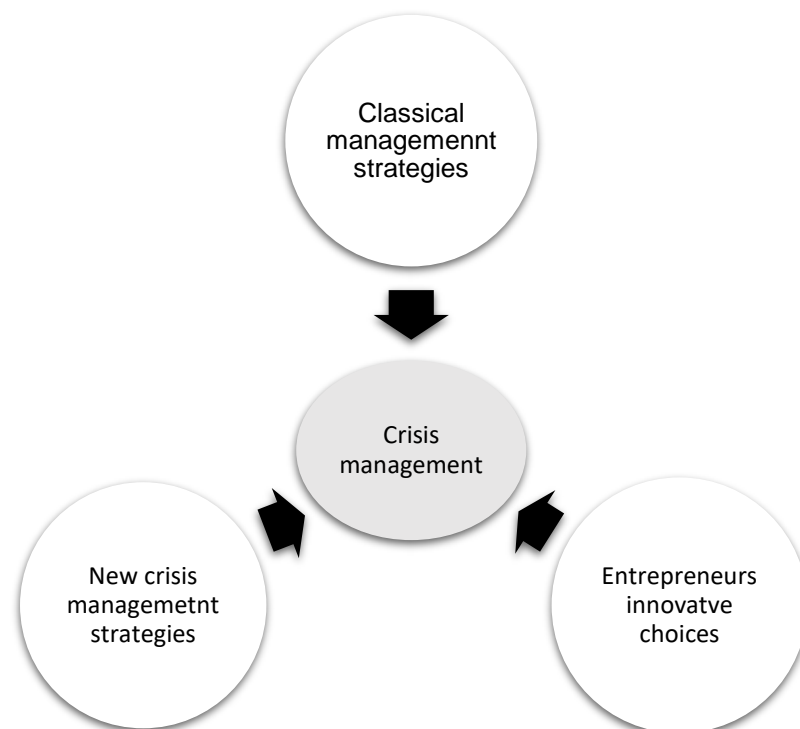 Classical
managemennt
strategies
Crisis
management
New crisis
managemetnt
strategies
Entrepreneurs
innovatve
choices